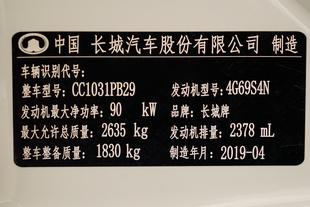 中国 长城汽车股份有限公司 制造
车辆识别代号：
整车型号：CC1031PB29 发动机型号：4G69S4N
发动机最大净功率：90 kW 品牌：长城牌
最大允许总质量：2635 kg 发动机排量：2378 mL
整车整备质量：1830 kg 制造年月：2019-04